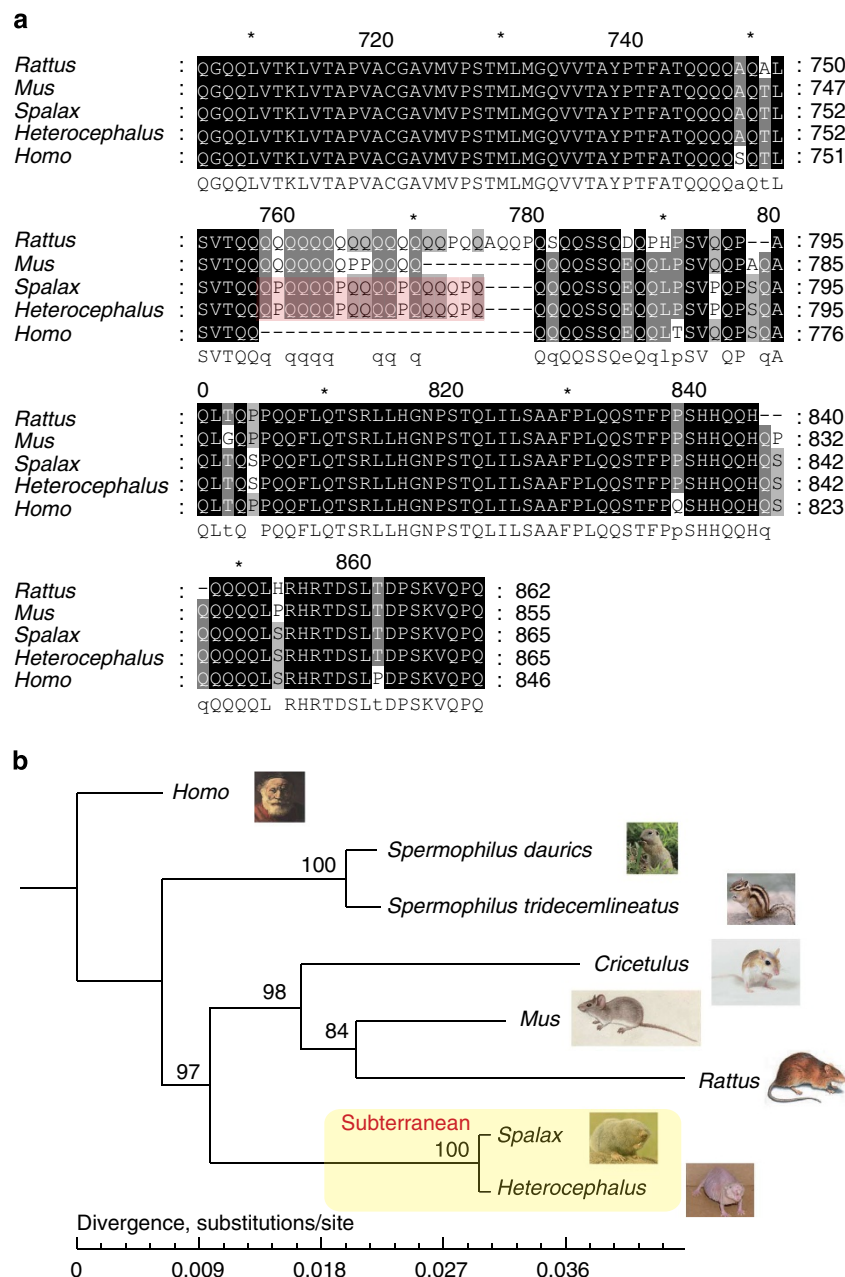 a
* 720 * 740 *
Rattus : QGQQLVTKLVTAPVACGAVMVPSTMLMGQVVTAYPTFATQQQQAQAL : 750
Mus : QGQQLVTKLVTAPVACGAVMVPSTMLMGQVVTAYPTFATQQQQAQTL : 747
Spalax : QGQQLVTKLVTAPVACGAVMVPSTMLMGQVVTAYPTFATQQQQAQTL : 752
Heterocephalus : QGQQLVTKLVTAPVACGAVMVPSTMLMGQVVTAYPTFATQQQQAQTL : 752
Homo : QGQQLVTKLVTAPVACGAVMVPSTMLMGQVVTAYPTFATQQQQSQTL : 751
QGQQLVTKLVTAPVACGAVMVPSTMLMGQVVTAYPTFATQQQQaQtL
760 * 780 * 80
Rattus : SVTQQQQQQQQQQQQQQQQQPQQAQQPQSQQSSQDQPHPSVQQP--A : 795
Mus : SVTQQQQQQQQQPPQQQQ---------QQQQSSQEQQLPSVQQPAQA : 785
Spalax : SVTQQQPQQQQPQQQQPQQQQPQ----QQQQSSQEQQLPSVPQPSQA : 795
Heterocephalus : SVTQQQPQQQQPQQQQPQQQQPQ----QQQQSSQEQQLPSVPQPSQA : 795
Homo : SVTQQ----------------------QQQQSSQEQQLTSVQQPSQA : 776
SVTQQq qqqq qq q QqQQSSQeQqlpSV QP qA
0 * 820 * 840
Rattus : QLTQPPQQFLQTSRLLHGNPSTQLILSAAFPLQQSTFPPSHHQQH-- : 840
Mus : QLGQPPQQFLQTSRLLHGNPSTQLILSAAFPLQQSTFPPSHHQQHQP : 832
Spalax : QLTQSPQQFLQTSRLLHGNPSTQLILSAAFPLQQSTFPPSHHQQHQS : 842
Heterocephalus : QLTQSPQQFLQTSRLLHGNPSTQLILSAAFPLQQSTFPPSHHQQHQS : 842
Homo : QLTQPPQQFLQTSRLLHGNPSTQLILSAAFPLQQSTFPQSHHQQHQS : 823
QLtQ PQQFLQTSRLLHGNPSTQLILSAAFPLQQSTFPpSHHQQHq
* 860
Rattus : -QQQQLHRHRTDSLTDPSKVQPQ : 862
Mus : QQQQQLPRHRTDSLTDPSKVQPQ : 855
Spalax : QQQQQLSRHRTDSLTDPSKVQPQ : 865
Heterocephalus : QQQQQLSRHRTDSLTDPSKVQPQ : 865
Homo : QQQQQLSRHRTDSLPDPSKVQPQ : 846
qQQQQL RHRTDSLtDPSKVQPQ
b
Homo
Spermophilus daurics
100
Spermophilus tridecemlineatus
Cricetulus
98
Mus
84
97
Rattus
Subterranean
Spalax
100
Heterocephalus
Divergence, substitutions/site
0 0.009 0.018 0.027 0.036